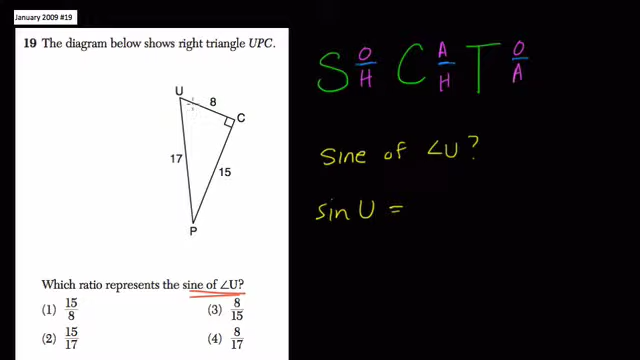 January 2009 #19
19 The diagram below shows right triangle UPC.
U
8
C
17
15
P
Which ratio represents the sine of ∠U?
(1) 15/8
(3) 8/15
(2) 15/17
(4) 8/17
S O/H C A/H T O/A
Sine of ∠U?
sin U =